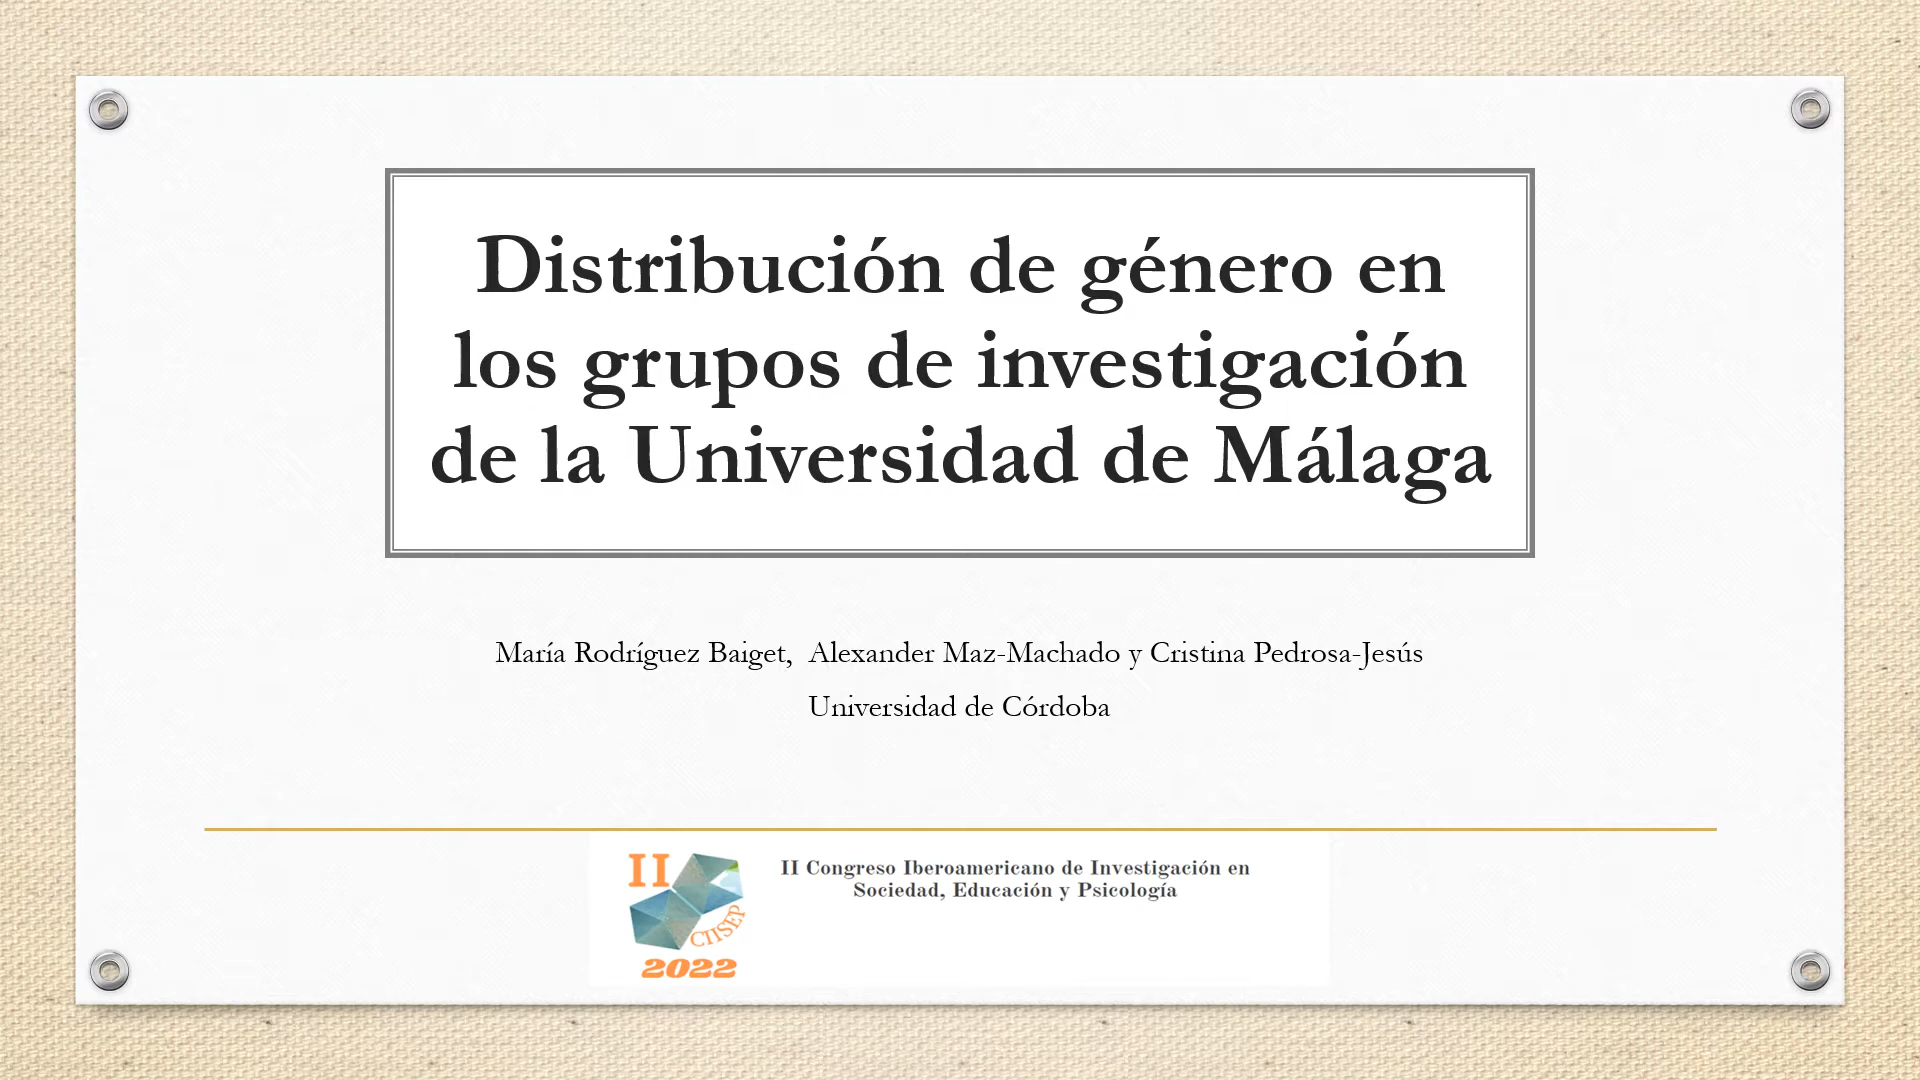 Distribución de género en
los grupos de investigación
de la Universidad de Málaga
María Rodríguez Baiget,  Alexander Maz-Machado y Cristina Pedrosa-Jesús
Universidad de Córdoba
II
CIISEP
2022
II Congreso Iberoamericano de Investigación en
Sociedad, Educación y Psicología